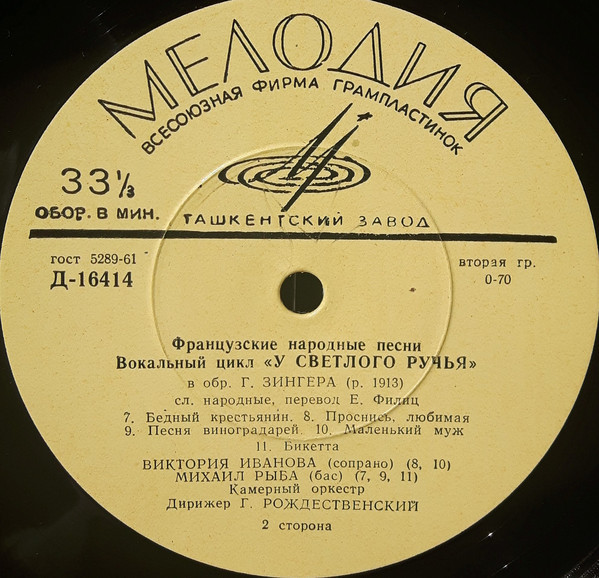 МЕЛОДИЯ
ВСЕСОЮЗНАЯ ФИРМА ГРАМПЛАСТИНОК
33⅓
ОБОР. В МИН.
ТАШКЕНТСКИЙ ЗАВОД
гост 5289-61
Д-16414
вторая гр.
0-70
Французские народные песни
Вокальный цикл «У СВЕТЛОГО РУЧЬЯ»
в обр. Г. ЗИНГЕРА (р. 1913)
сл. народные, перевод Е. Филиц
7. Бедный крестьянин. 8. Проснись, любимая
9. Песня виноградарей. 10. Маленький муж
11. Бикетта
ВИКТОРИЯ ИВАНОВА (сопрано) (8, 10)
МИХАИЛ РЫБА (бас) (7, 9, 11)
Камерный оркестр
Дирижер Г. РОЖДЕСТВЕНСКИЙ
2 сторона